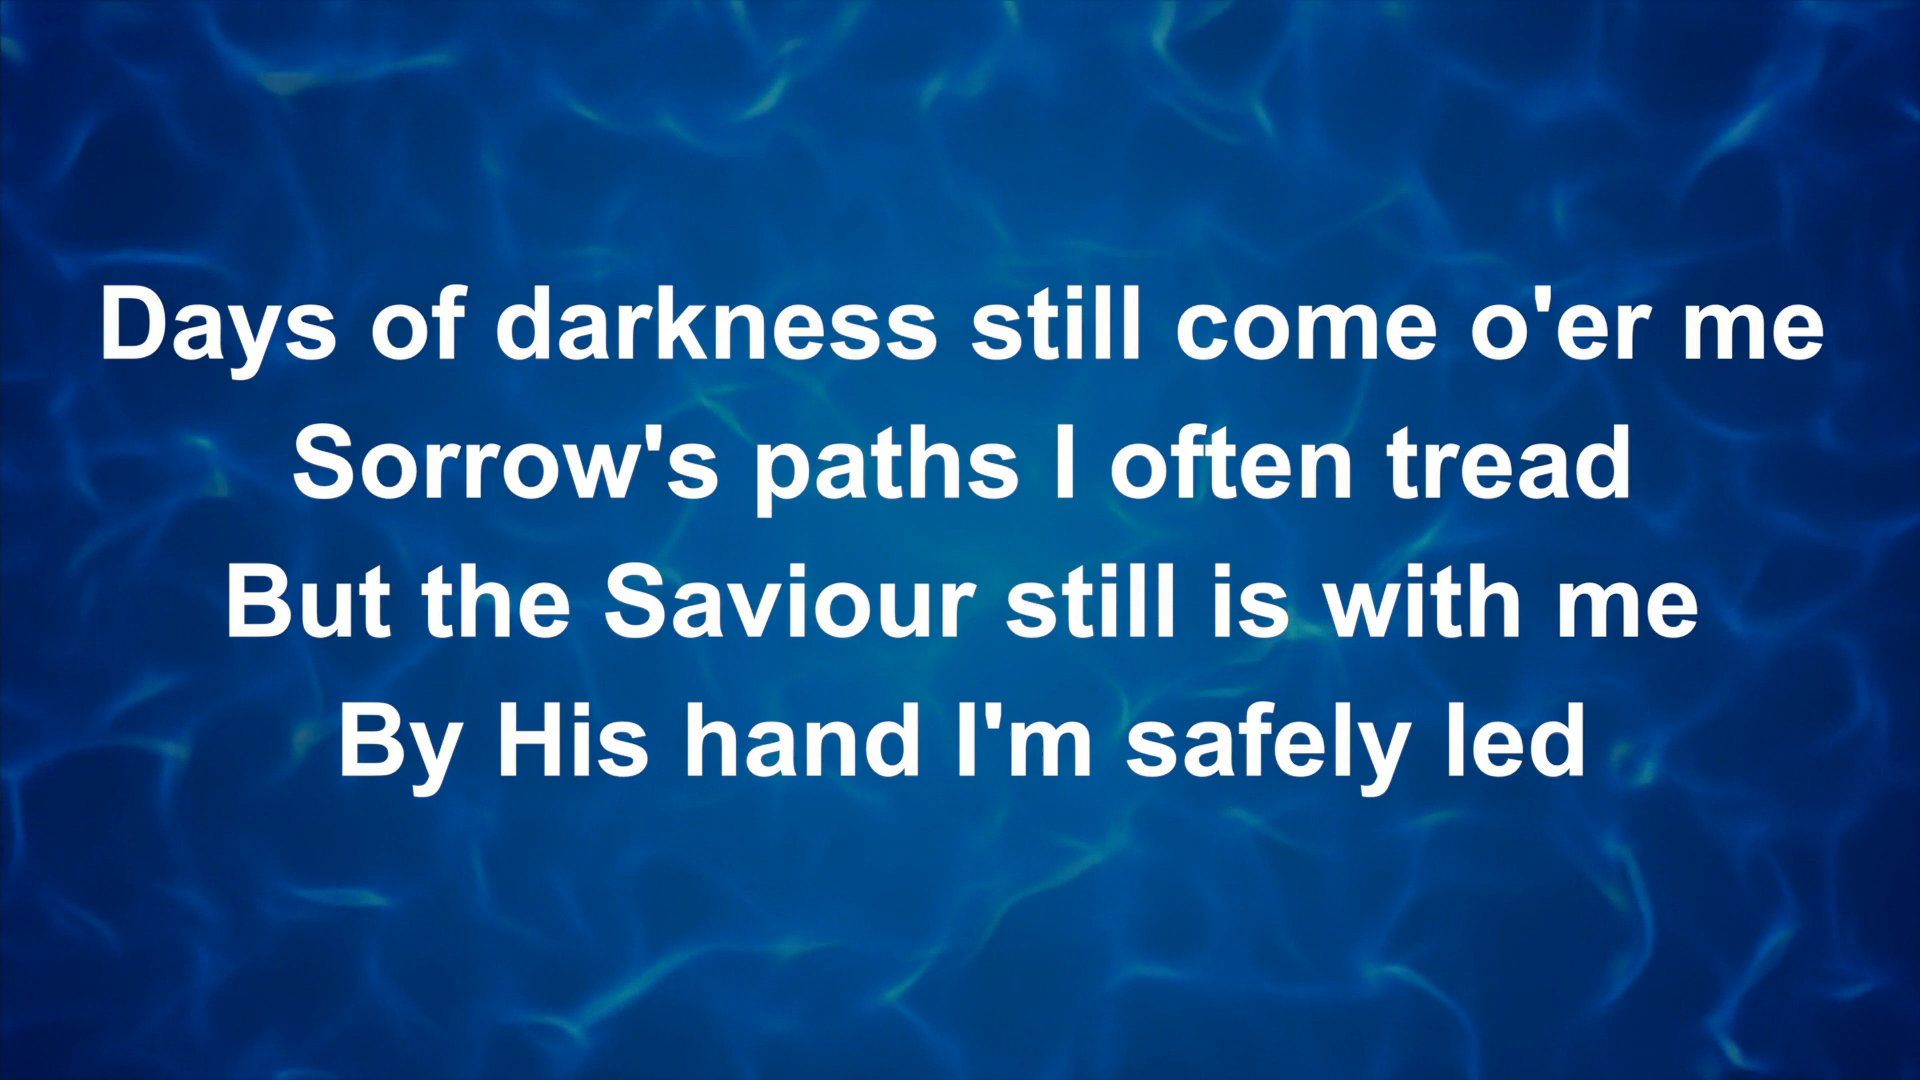 Days of darkness still come o'er me
Sorrow's paths I often tread
But the Saviour still is with me
By His hand I'm safely led